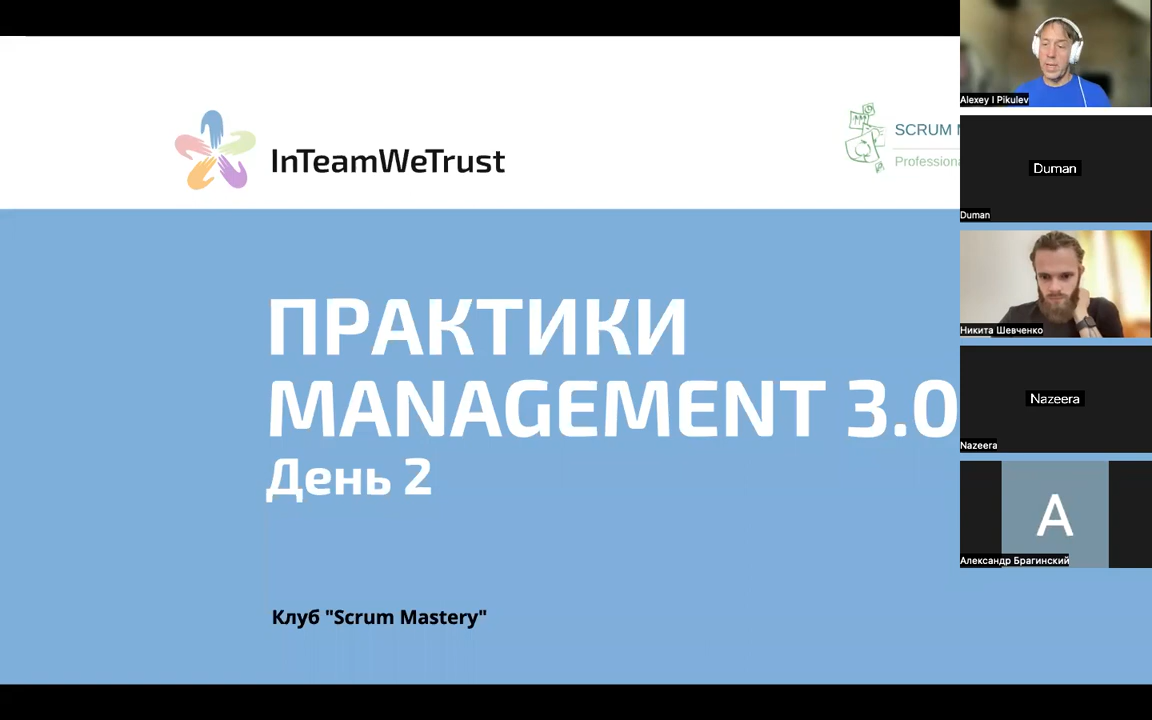 InTeamWeTrust
SCRUM
Professiona
ПРАКТИКИ
MANAGEMENT 3.0
День 2
Клуб "Scrum Mastery"
Alexey I Pikulev
Duman
Duman
Никита Шевченко
Nazeera
Nazeera
А
Александр Брагинский